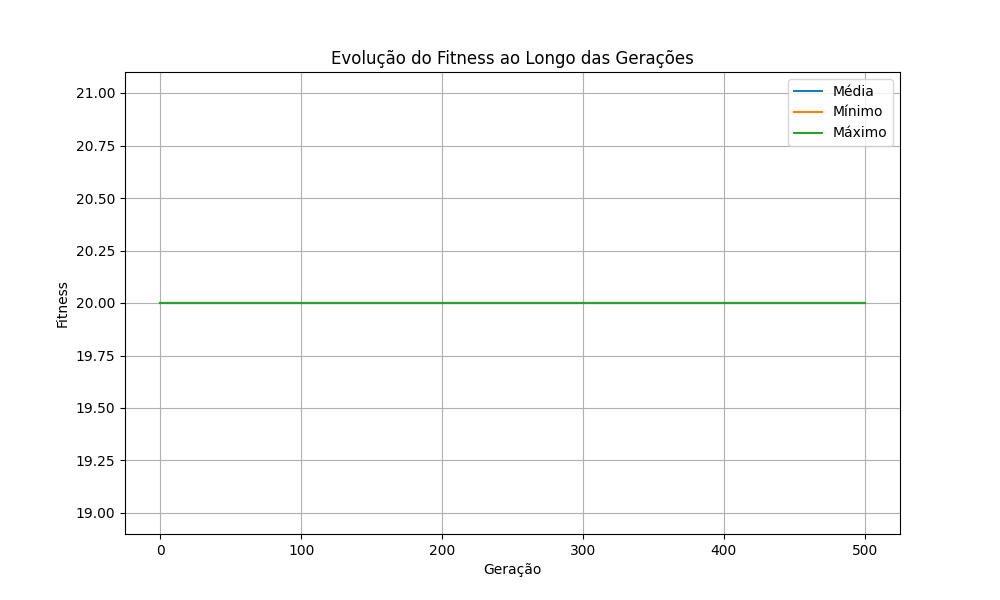 Evolução do Fitness ao Longo das Gerações
Média
Mínimo
Máximo
21.00
20.75
20.50
20.25
20.00
19.75
19.50
19.25
19.00
Fitness
0 100 200 300 400 500
Geração